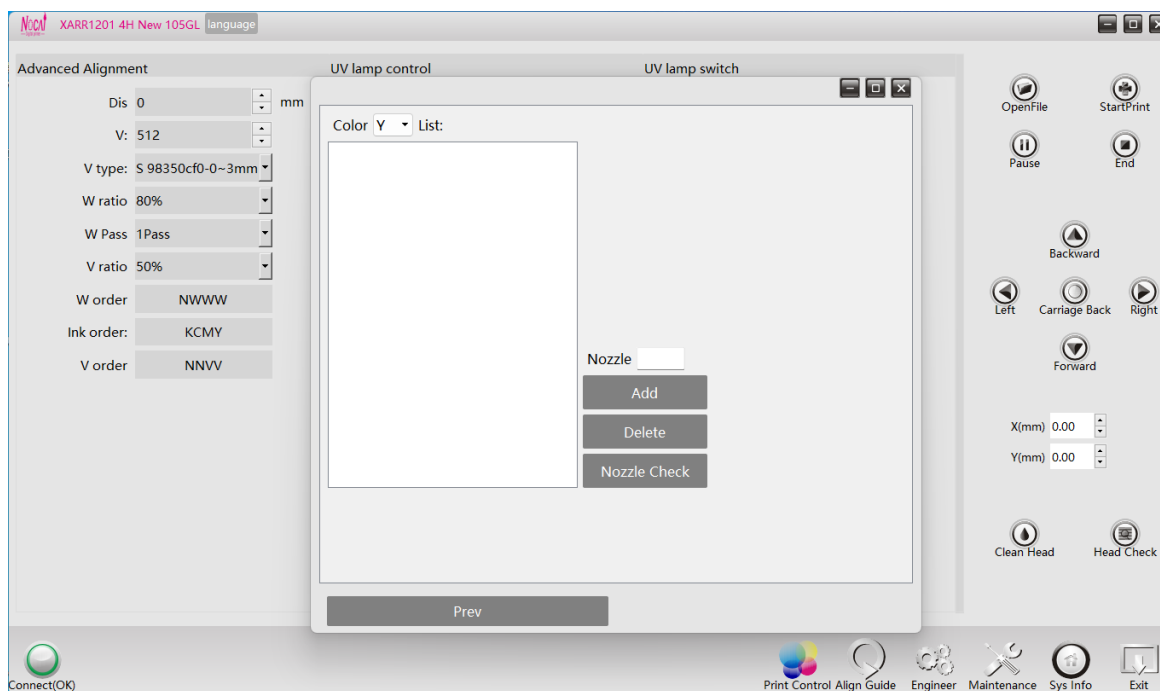 Nocai XARR1201 4H New 105GL language
Advanced Alignment
UV lamp control
UV lamp switch
Dis 0 mm
V: 512
V type: S 98350cf0-0~3mm
W ratio 80%
W Pass 1Pass
V ratio 50%
W order NWWW
Ink order: KCMY
V order NNVV
Color Y List:
Nozzle
Add
Delete
Nozzle Check
Prev
OpenFile StartPrint
Pause End
Backward
Left Carriage Back Right
Forward
X(mm) 0.00
Y(mm) 0.00
Clean Head Head Check
Connect(OK)
Print Control Align Guide Engineer Maintenance Sys Info Exit